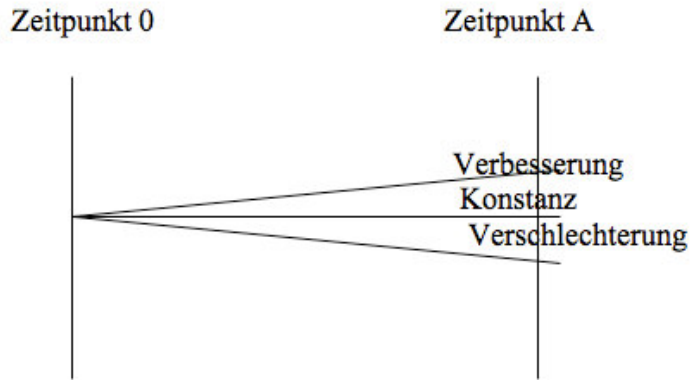 Zeitpunkt 0
Zeitpunkt A
Verbesserung
Konstanz
Verschlechterung